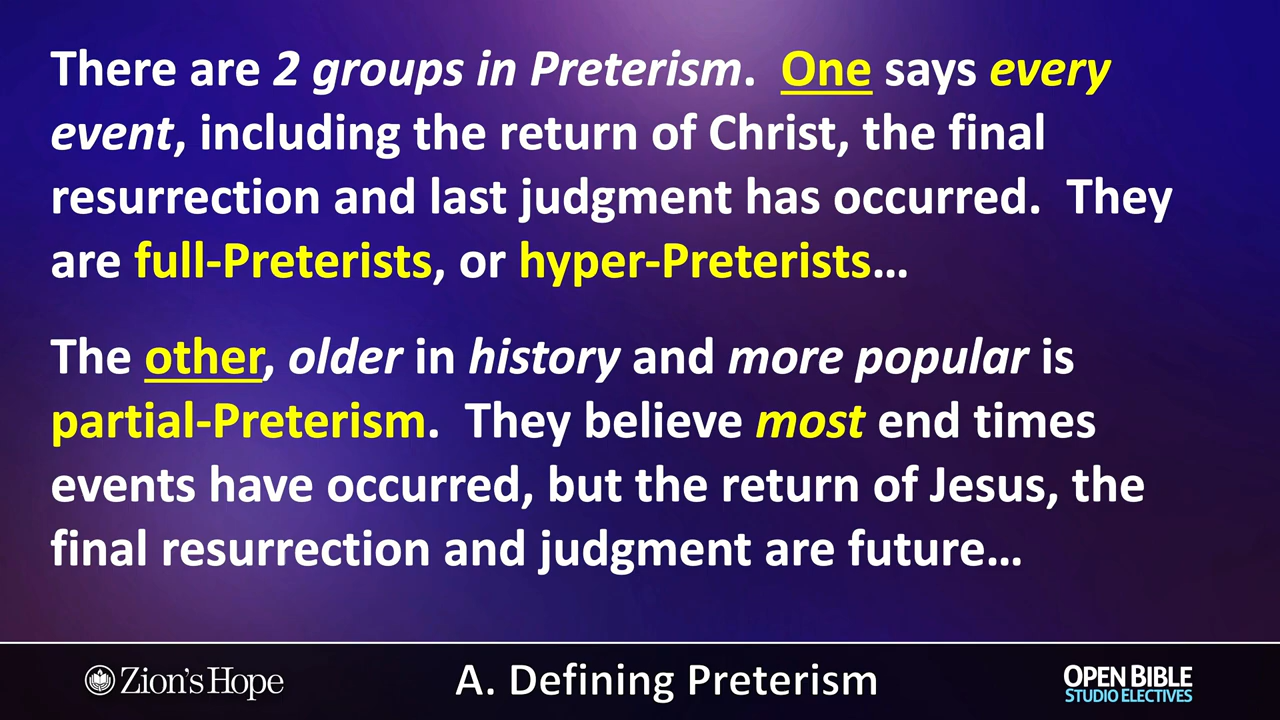 There are 2 groups in Preterism.  One says every
event, including the return of Christ, the final
resurrection and last judgment has occurred.  They
are full-Preterists, or hyper-Preterists…
The other, older in history and more popular is
partial-Preterism.  They believe most end times
events have occurred, but the return of Jesus, the
final resurrection and judgment are future…
Zion's Hope
A. Defining Preterism
OPEN BIBLE
STUDIO ELECTIVES